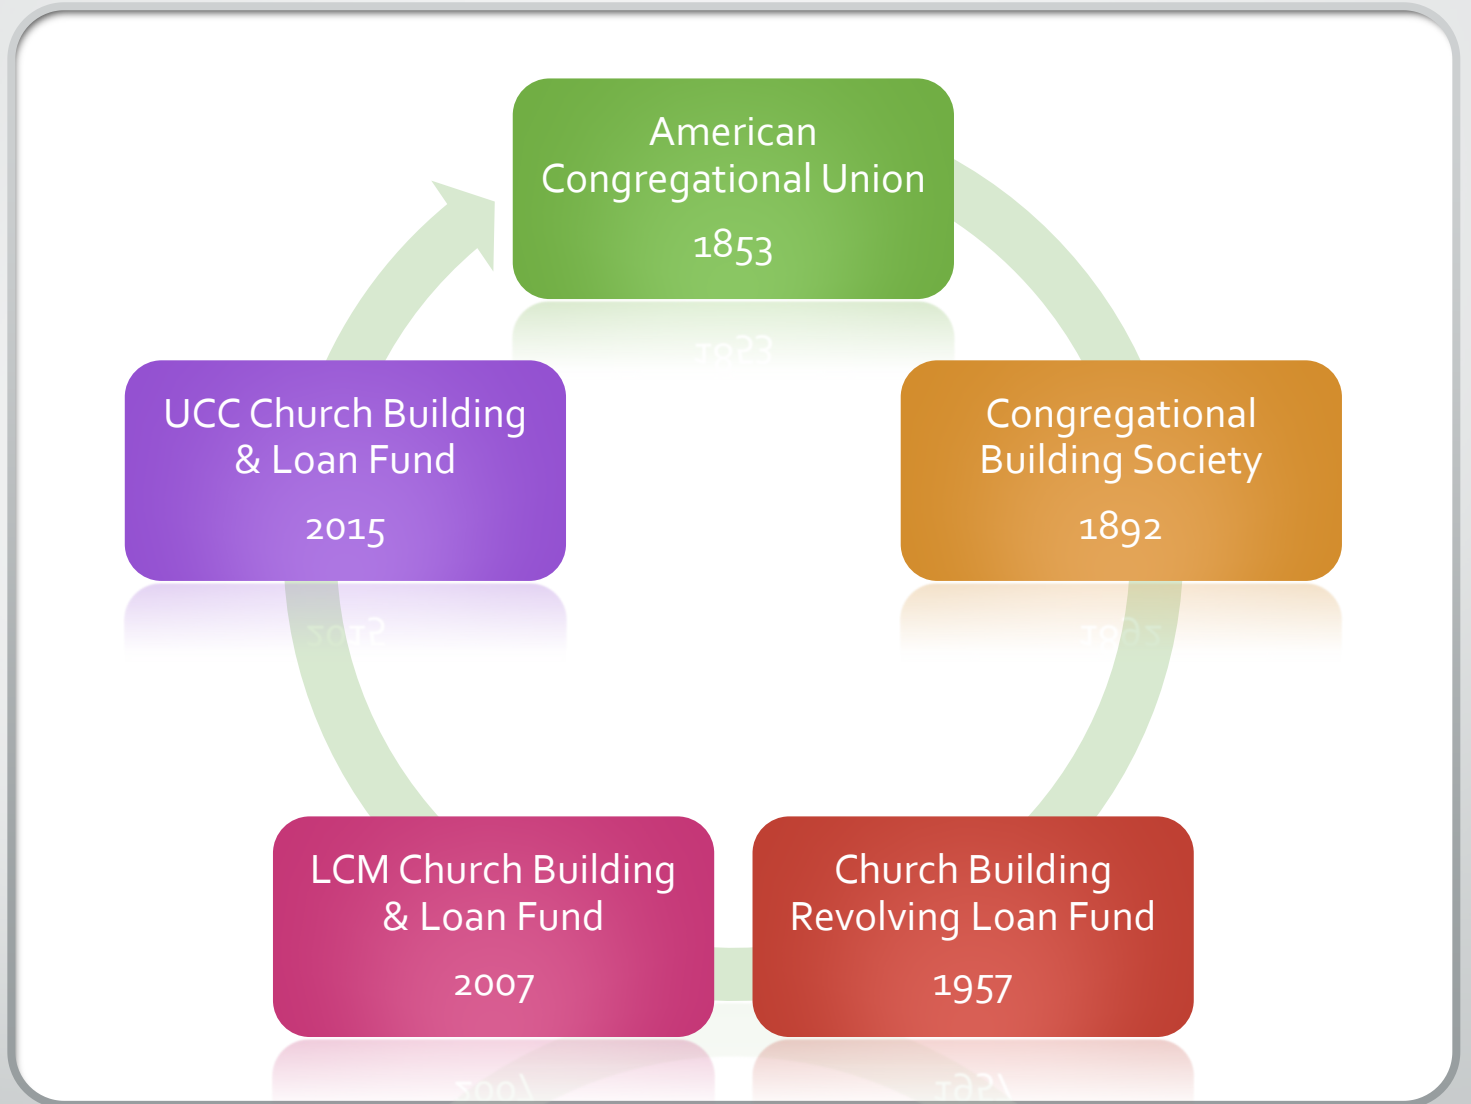 American
Congregational Union
1853
Congregational
Building Society
1892
Church Building
Revolving Loan Fund
1957
LCM Church Building
& Loan Fund
2007
UCC Church Building
& Loan Fund
2015